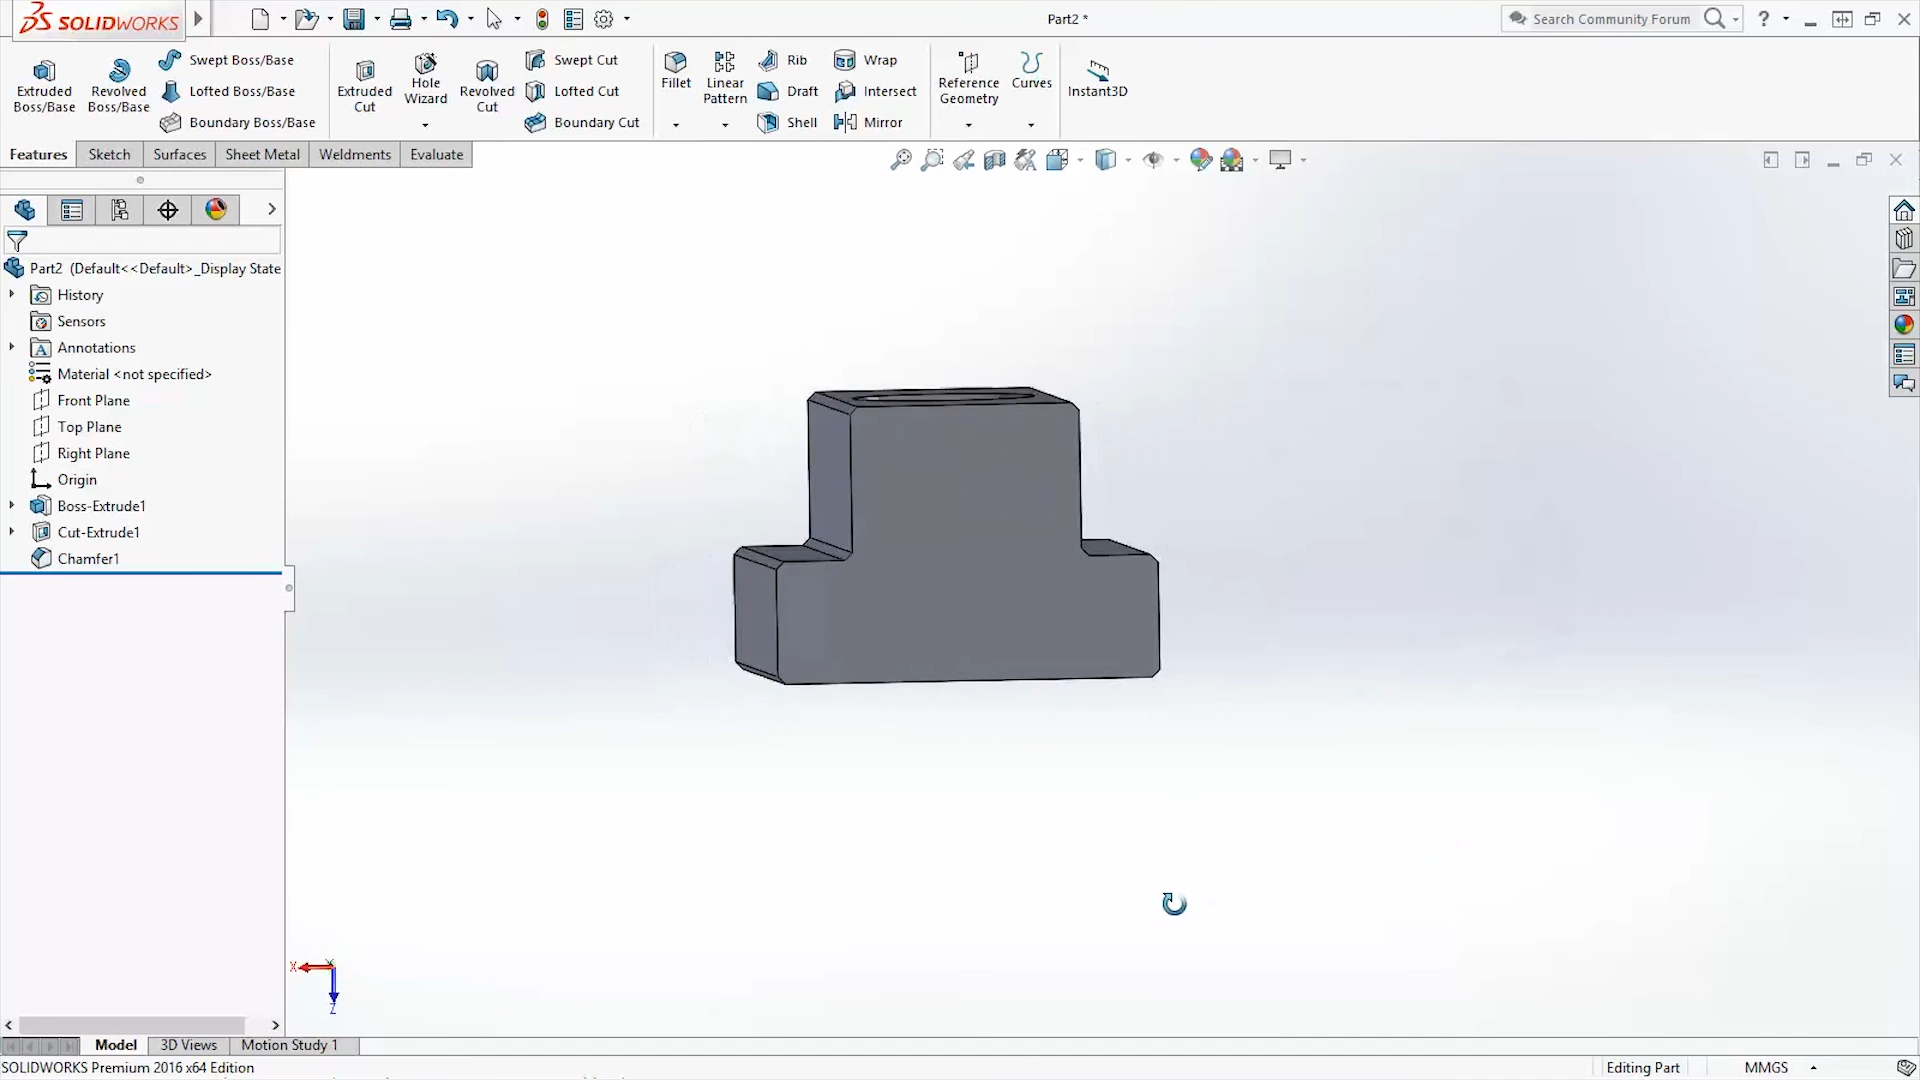 SOLIDWORKS
Part2 *
Search Community Forum
?
Extruded
Boss/Base
Revolved
Boss/Base
Swept Boss/Base
Lofted Boss/Base
Boundary Boss/Base
Extruded
Cut
Hole
Wizard
Revolved
Cut
Swept Cut
Lofted Cut
Boundary Cut
Fillet
Linear
Pattern
Rib
Draft
Shell
Wrap
Intersect
Mirror
Reference
Geometry
Curves
Instant3D
Features
Sketch
Surfaces
Sheet Metal
Weldments
Evaluate
Part2 (Default<<Default>_Display State
History
Sensors
Annotations
Material <not specified>
Front Plane
Top Plane
Right Plane
Origin
Boss-Extrude1
Cut-Extrude1
Chamfer1
X
Z
Model
3D Views
Motion Study 1
SOLIDWORKS Premium 2016 x64 Edition
Editing Part
MMGS